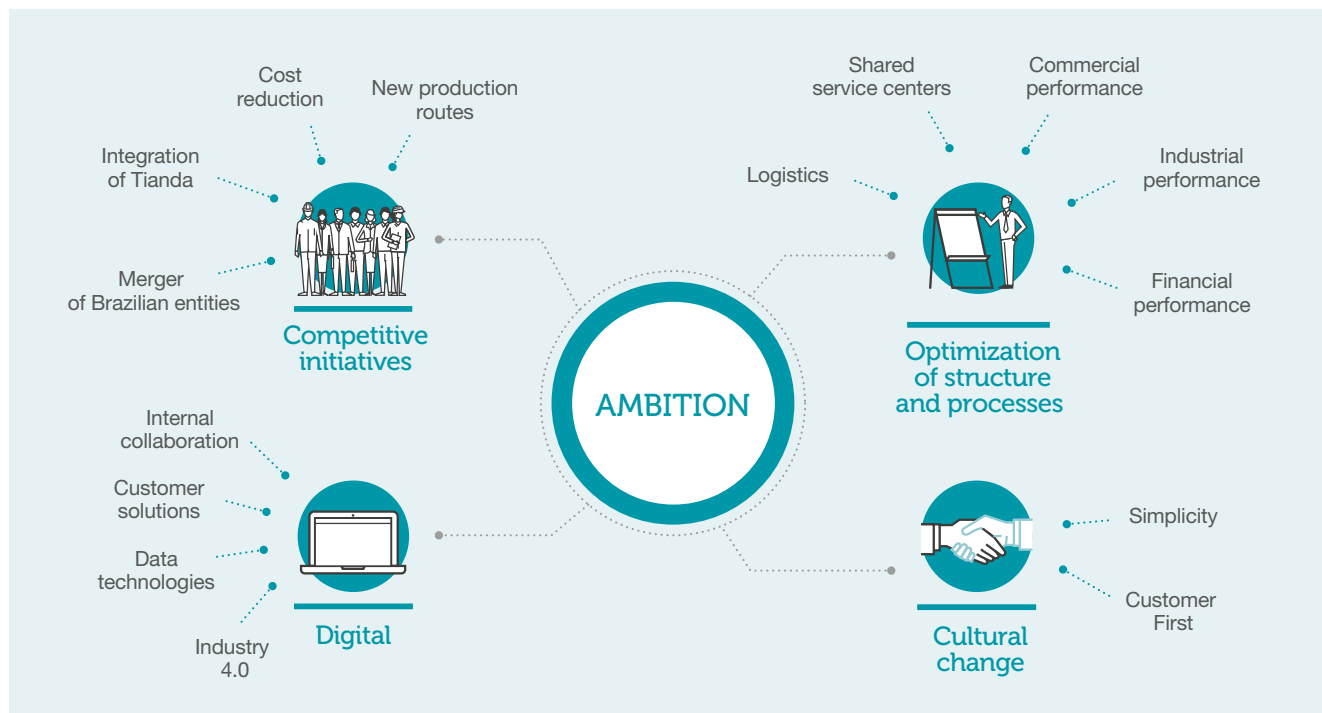 Cost
reduction
New production
routes
Integration
of Tianda
Merger
of Brazilian entities
Competitive
initiatives
Shared
service centers
Commercial
performance
Logistics
Industrial
performance
Financial
performance
Optimization
of structure
and processes
AMBITION
Internal
collaboration
Customer
solutions
Data
technologies
Industry
4.0
Digital
Simplicity
Customer
First
Cultural
change